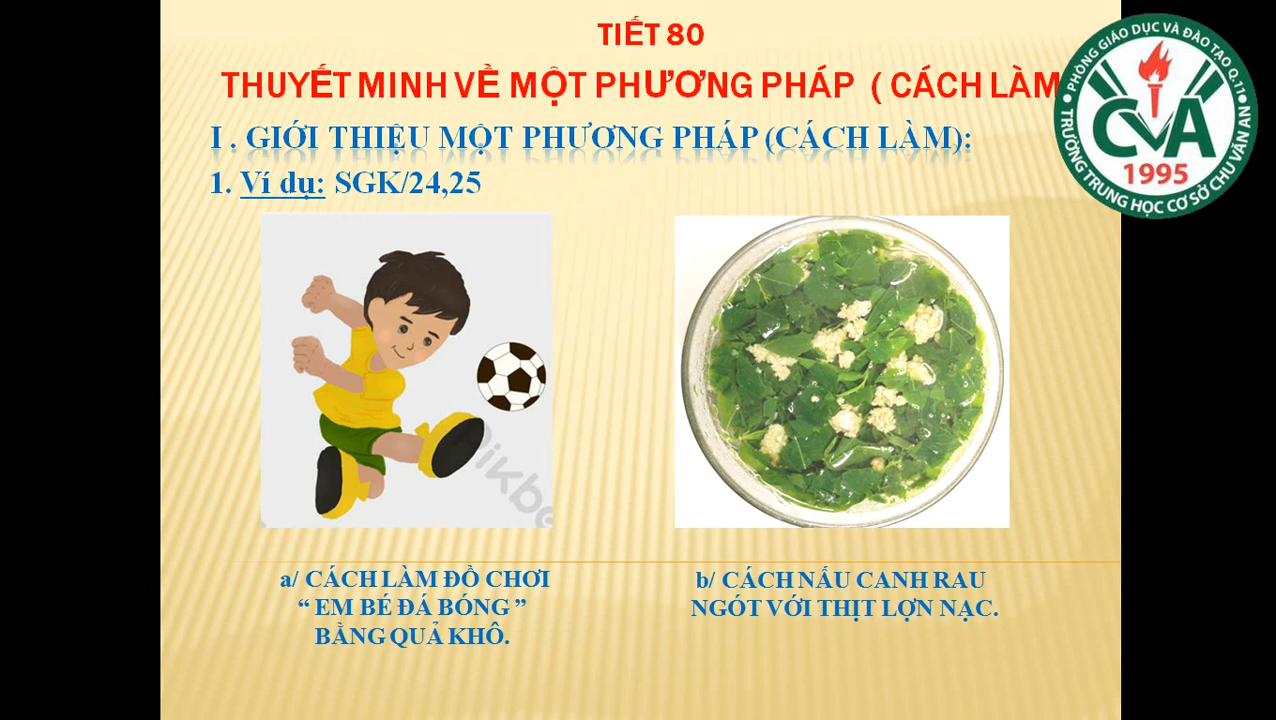 TIẾT 80
THUYẾT MINH VỀ MỘT PHƯƠNG PHÁP ( CÁCH LÀM
I . GIỚI THIỆU MỘT PHƯƠNG PHÁP (CÁCH LÀM):
1. Ví dụ: SGK/24,25
PHÒNG GIÁO DỤC VÀ ĐÀO TẠO Q.11
CVA
1995
TRƯỜNG TRUNG HỌC CƠ SỞ CHU VĂN AN
a/ CÁCH LÀM ĐỒ CHƠI
“ EM BÉ ĐÁ BÓNG ”
BẰNG QUẢ KHÔ.
b/ CÁCH NẤU CANH RAU
NGÓT VỚI THỊT LỢN NẠC.